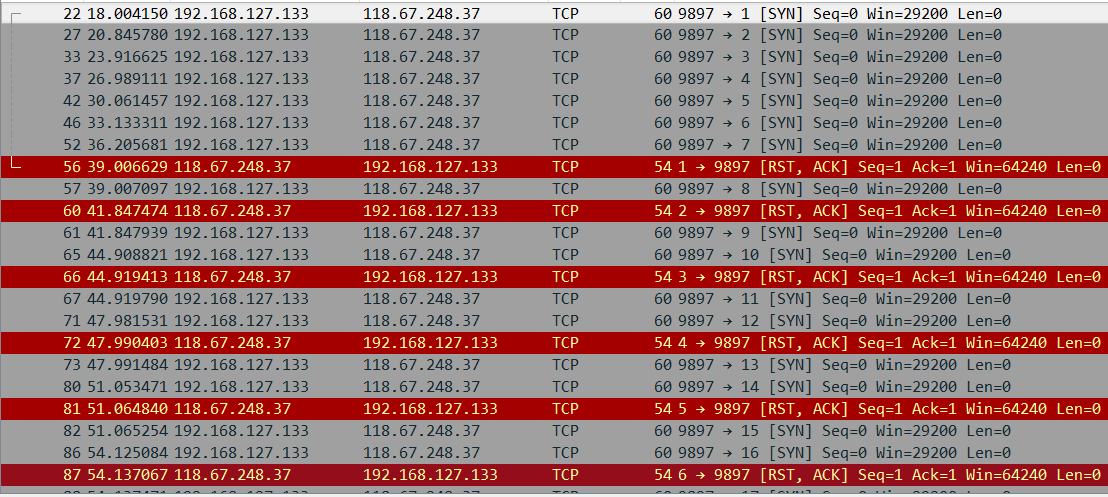 22 18.004150 192.168.127.133 118.67.248.37 TCP 60 9897 → 1 [SYN] Seq=0 Win=29200 Len=0
27 20.845780 192.168.127.133 118.67.248.37 TCP 60 9897 → 2 [SYN] Seq=0 Win=29200 Len=0
33 23.916625 192.168.127.133 118.67.248.37 TCP 60 9897 → 3 [SYN] Seq=0 Win=29200 Len=0
37 26.989111 192.168.127.133 118.67.248.37 TCP 60 9897 → 4 [SYN] Seq=0 Win=29200 Len=0
42 30.061457 192.168.127.133 118.67.248.37 TCP 60 9897 → 5 [SYN] Seq=0 Win=29200 Len=0
46 33.133311 192.168.127.133 118.67.248.37 TCP 60 9897 → 6 [SYN] Seq=0 Win=29200 Len=0
52 36.205681 192.168.127.133 118.67.248.37 TCP 60 9897 → 7 [SYN] Seq=0 Win=29200 Len=0
56 39.006629 118.67.248.37 192.168.127.133 TCP 54 1 → 9897 [RST, ACK] Seq=1 Ack=1 Win=64240 Len=0
57 39.007097 192.168.127.133 118.67.248.37 TCP 60 9897 → 8 [SYN] Seq=0 Win=29200 Len=0
60 41.847474 118.67.248.37 192.168.127.133 TCP 54 2 → 9897 [RST, ACK] Seq=1 Ack=1 Win=64240 Len=0
61 41.847939 192.168.127.133 118.67.248.37 TCP 60 9897 → 9 [SYN] Seq=0 Win=29200 Len=0
65 44.908821 192.168.127.133 118.67.248.37 TCP 60 9897 → 10 [SYN] Seq=0 Win=29200 Len=0
66 44.919413 118.67.248.37 192.168.127.133 TCP 54 3 → 9897 [RST, ACK] Seq=1 Ack=1 Win=64240 Len=0
67 44.919790 192.168.127.133 118.67.248.37 TCP 60 9897 → 11 [SYN] Seq=0 Win=29200 Len=0
71 47.981531 192.168.127.133 118.67.248.37 TCP 60 9897 → 12 [SYN] Seq=0 Win=29200 Len=0
72 47.990403 118.67.248.37 192.168.127.133 TCP 54 4 → 9897 [RST, ACK] Seq=1 Ack=1 Win=64240 Len=0
73 47.991484 192.168.127.133 118.67.248.37 TCP 60 9897 → 13 [SYN] Seq=0 Win=29200 Len=0
80 51.053471 192.168.127.133 118.67.248.37 TCP 60 9897 → 14 [SYN] Seq=0 Win=29200 Len=0
81 51.064840 118.67.248.37 192.168.127.133 TCP 54 5 → 9897 [RST, ACK] Seq=1 Ack=1 Win=64240 Len=0
82 51.065254 192.168.127.133 118.67.248.37 TCP 60 9897 → 15 [SYN] Seq=0 Win=29200 Len=0
86 54.125084 192.168.127.133 118.67.248.37 TCP 60 9897 → 16 [SYN] Seq=0 Win=29200 Len=0
87 54.137067 118.67.248.37 192.168.127.133 TCP 54 6 → 9897 [RST, ACK] Seq=1 Ack=1 Win=64240 Len=0